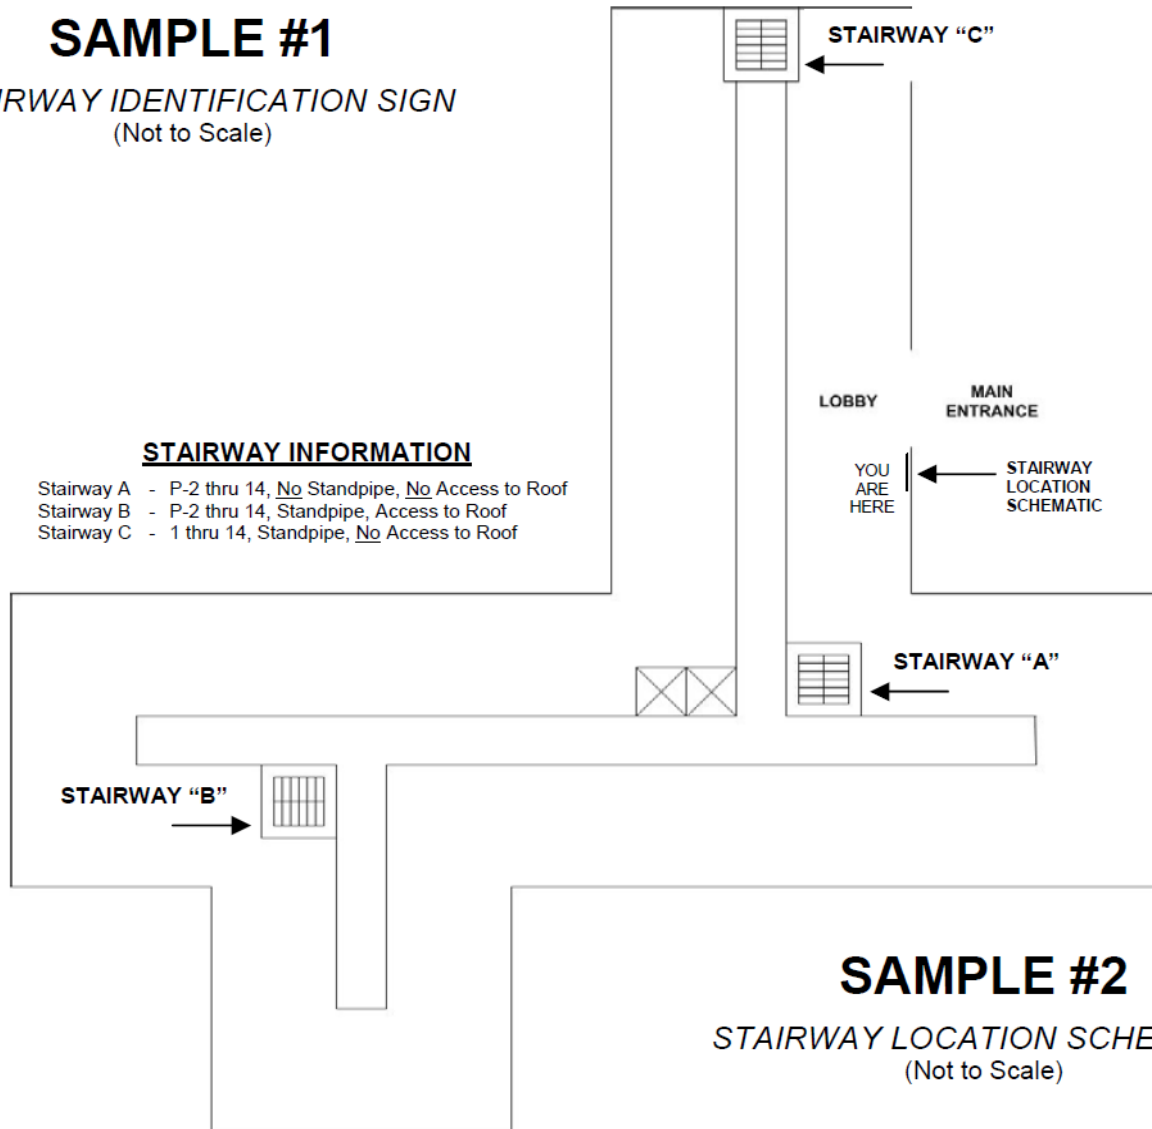 SAMPLE #1
IRWAY IDENTIFICATION SIGN
(Not to Scale)
STAIRWAY “C”
LOBBY
MAIN
ENTRANCE
YOU
ARE
HERE
STAIRWAY
LOCATION
SCHEMATIC
STAIRWAY INFORMATION
Stairway A - P-2 thru 14, No Standpipe, No Access to Roof
Stairway B - P-2 thru 14, Standpipe, Access to Roof
Stairway C - 1 thru 14, Standpipe, No Access to Roof
STAIRWAY “A”
STAIRWAY “B”
SAMPLE #2
STAIRWAY LOCATION SCHE
(Not to Scale)